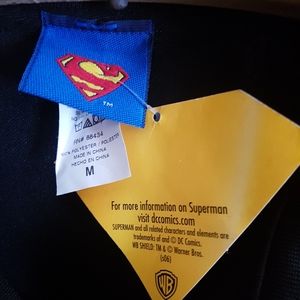 TM
RN# 88434
100% POLYESTER / POLIESTER
MADE IN CHINA
HECHO EN CHINA
M
For more information on Superman
visit dccomics.com
SUPERMAN and all related characters and elements are
trademarks of and © DC Comics.
WB SHIELD: TM & © Warner Bros.
(s06)
WB